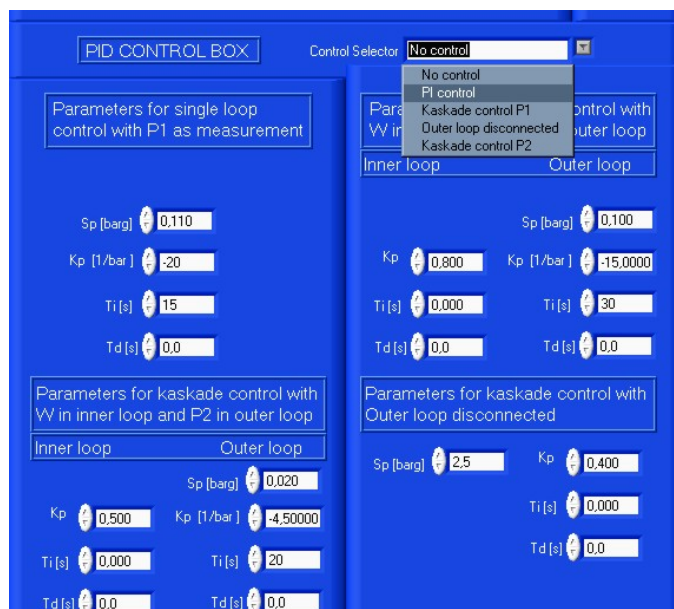 PID CONTROL BOX
Control Selector No control
No control
PI control
Kaskade control P1
Outer loop disconnected
Kaskade control P2
Parameters for single loop
control with P1 as measurement
Sp [barg] 0,110
Kp [1/bar] -20
Ti [s] 15
Td [s] 0,0
Para ontrol with
W in outer loop
Inner loop Outer loop
Sp [barg] 0,100
Kp 0,800 Kp [1/bar] -15,0000
Ti [s] 0,000 Ti [s] 30
Td [s] 0,0 Td [s] 0,0
Parameters for kaskade control with
W in inner loop and P2 in outer loop
Inner loop Outer loop
Sp [barg] 0,020
Kp 0,500 Kp [1/bar] -4,50000
Ti [s] 0,000 Ti [s] 20
Td [s] 0,0 Td [s] 0,0
Parameters for kaskade control with
Outer loop disconnected
Sp [barg] 2,5 Kp 0,400
Ti [s] 0,000
Td [s] 0,0